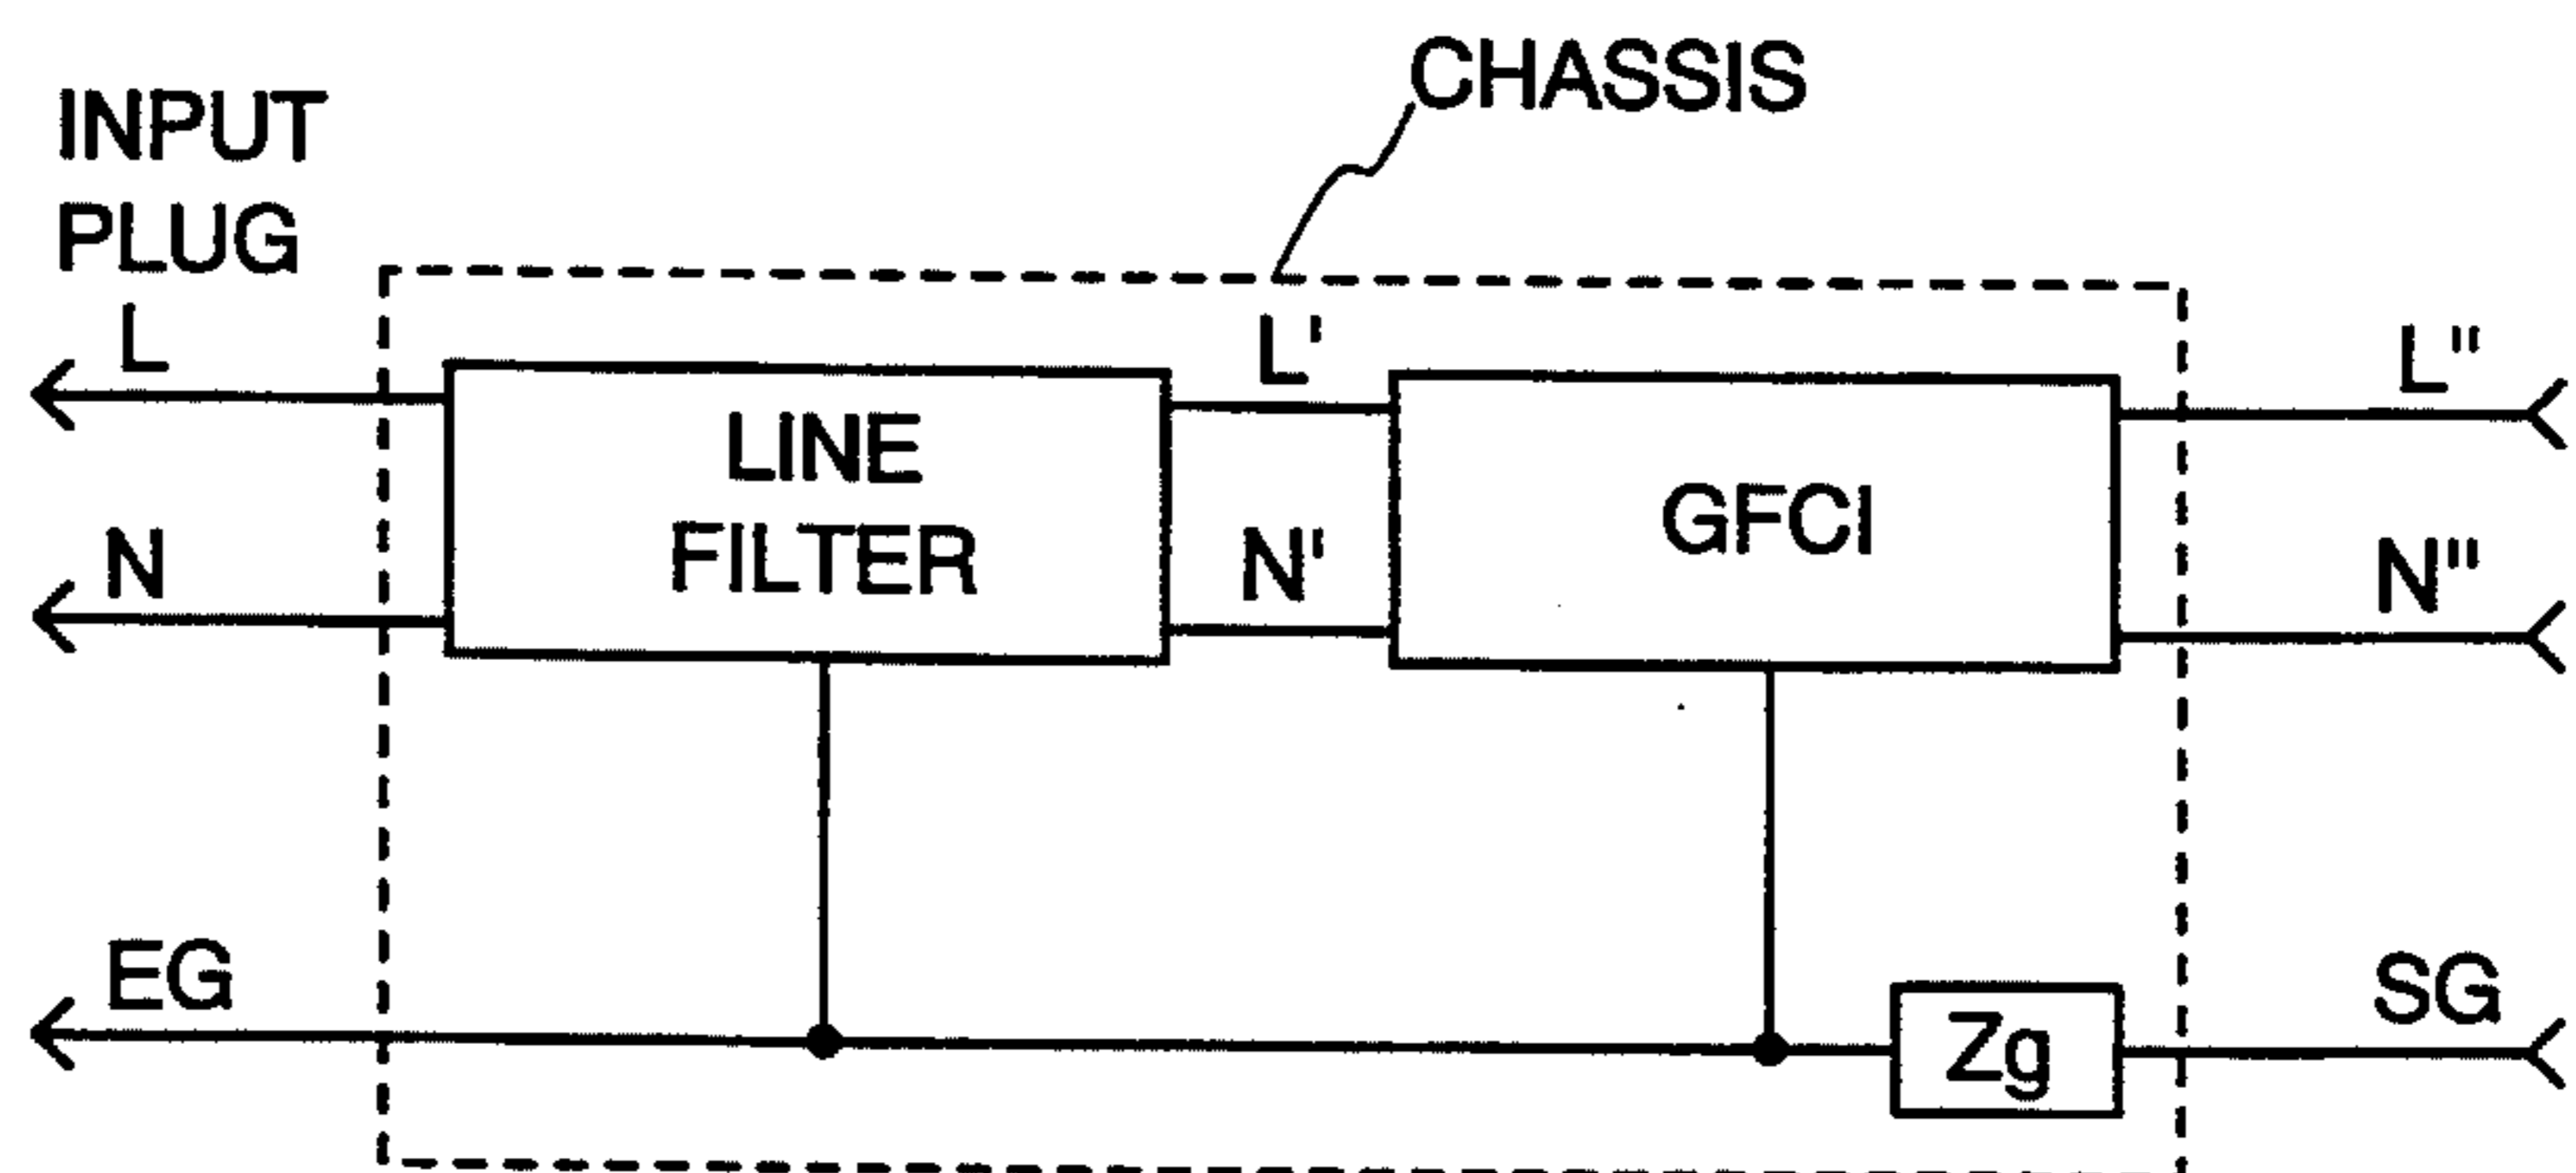 CHASSIS
INPUT
PLUG
L
L'
L"
LINE
FILTER
GFCI
N
N'
N"
EG
Zg
SG